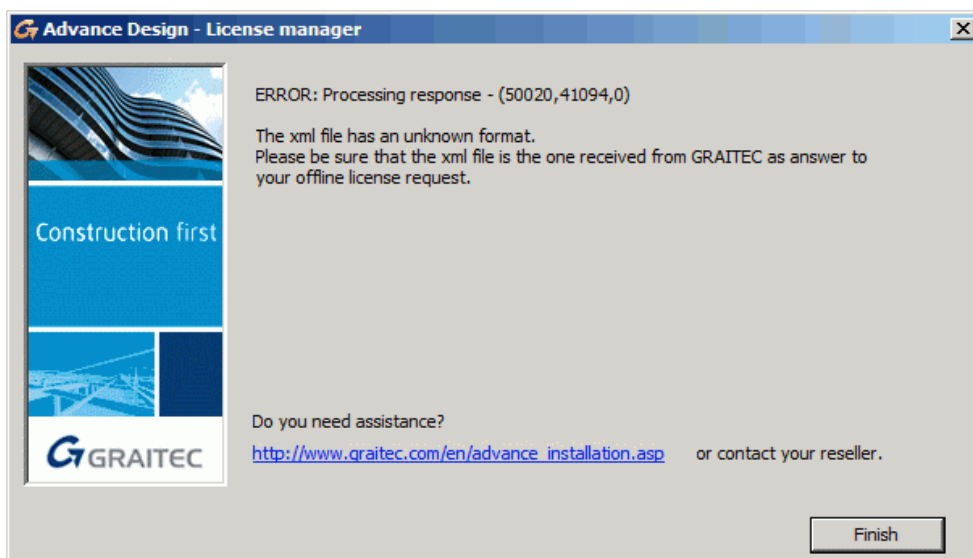 Advance Design - License manager
ERROR: Processing response - (50020,41094,0)
The xml file has an unknown format.
Please be sure that the xml file is the one received from GRAITEC as answer to
your offline license request.
Construction first
GRAITEC
Do you need assistance?
http://www.graitec.com/en/advance_installation.asp or contact your reseller.
Finish